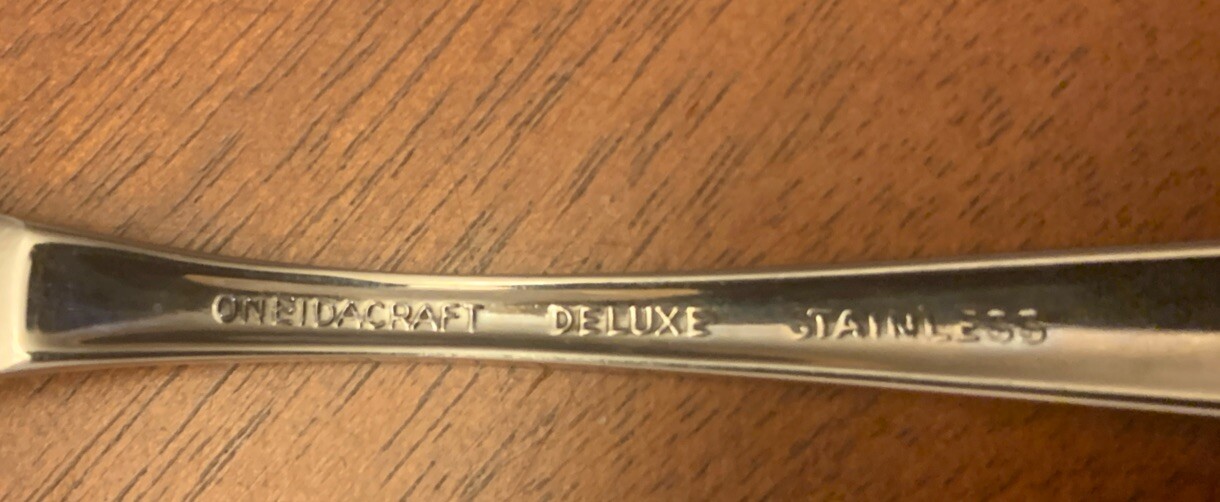 ONEIDACRAFT DELUXE STAINLESS